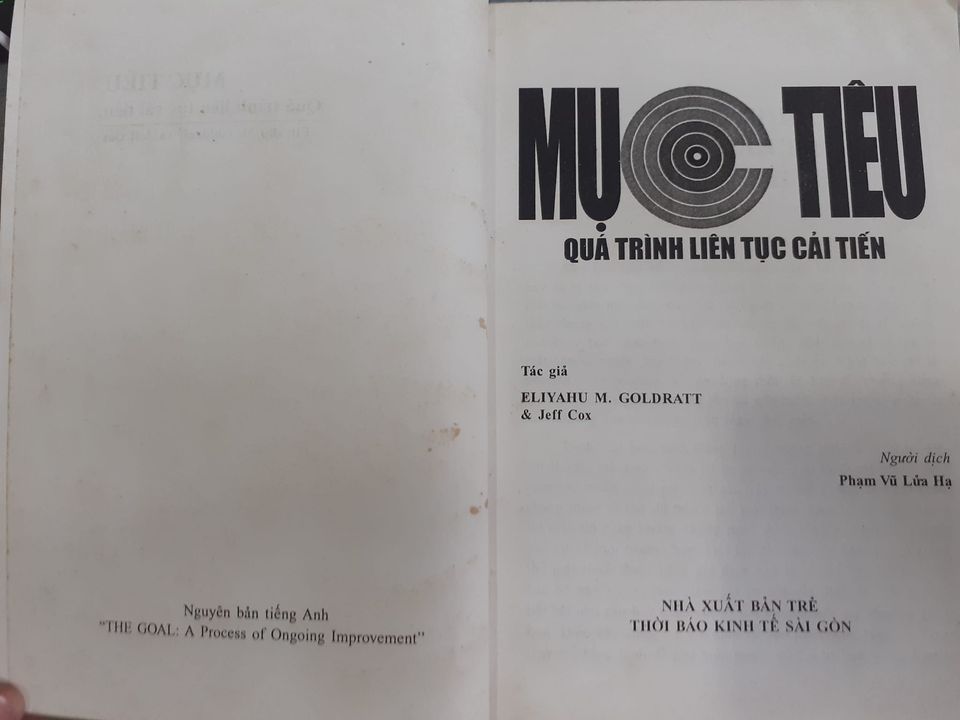 Nguyên bản tiếng Anh
"THE GOAL: A Process of Ongoing Improvement"
MỤC TIÊU
QUÁ TRÌNH LIÊN TỤC CẢI TIẾN
Tác giả
ELIYAHU M. GOLDRATT
& Jeff Cox
Người dịch
Phạm Vũ Lửa Hạ
NHÀ XUẤT BẢN TRẺ
THỜI BÁO KINH TẾ SÀI GÒN